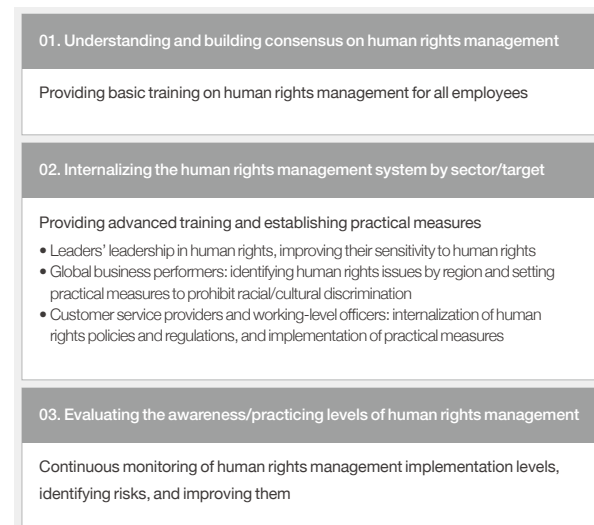 01. Understanding and building consensus on human rights management
Providing basic training on human rights management for all employees
02. Internalizing the human rights management system by sector/target
Providing advanced training and establishing practical measures
• Leaders’ leadership in human rights, improving their sensitivity to human rights
• Global business performers: identifying human rights issues by region and setting
practical measures to prohibit racial/cultural discrimination
• Customer service providers and working-level officers: internalization of human
rights policies and regulations, and implementation of practical measures
03. Evaluating the awareness/practicing levels of human rights management
Continuous monitoring of human rights management implementation levels,
identifying risks, and improving them